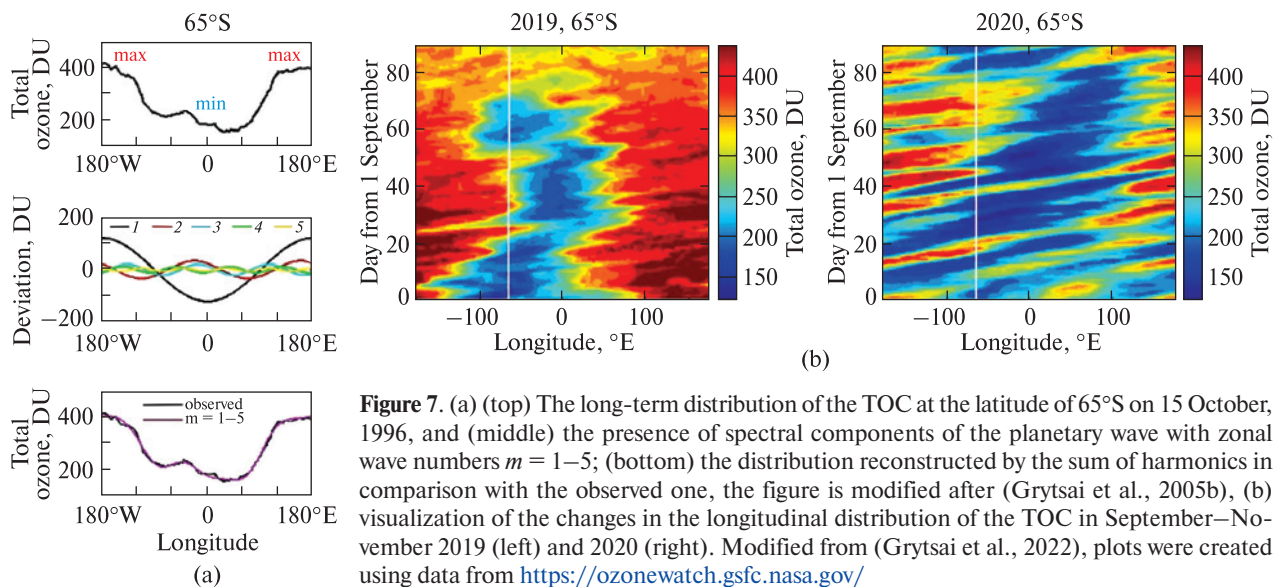 65°S
Total
ozone, DU
400
200
max
min
max
180°W 0 180°E
Deviation, DU
200
0
−200
1 2 3 4 5
180°W 0 180°E
Total
ozone, DU
400
200
observed
m = 1–5
180°W 0 180°E
Longitude
(a)
2019, 65°S
Day from 1 September
80
60
40
20
0
−100 0 100
Longitude, °E
400
350
300
250
200
150
Total ozone, DU
2020, 65°S
Day from 1 September
80
60
40
20
0
−100 0 100
Longitude, °E
400
350
300
250
200
150
Total ozone, DU
(b)
Figure 7. (a) (top) The long-term distribution of the TOC at the latitude of 65°S on 15 October,
1996, and (middle) the presence of spectral components of the planetary wave with zonal
wave numbers m = 1–5; (bottom) the distribution reconstructed by the sum of harmonics in
comparison with the observed one, the figure is modified after (Grytsai et al., 2005b), (b)
visualization of the changes in the longitudinal distribution of the TOC in September—No-
vember 2019 (left) and 2020 (right). Modified from (Grytsai et al., 2022), plots were created
using data from https://ozonewatch.gsfc.nasa.gov/